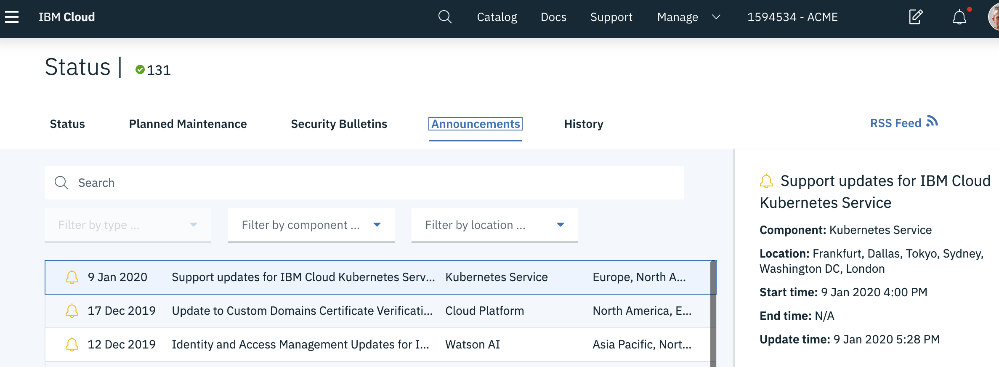 IBM Cloud Catalog Docs Support Manage 1594534 - ACME
Status | 131
Status Planned Maintenance Security Bulletins Announcements History RSS Feed
Search
Filter by type ... Filter by component ... Filter by location ...
9 Jan 2020 Support updates for IBM Cloud Kubernetes Serv... Kubernetes Service Europe, North A...
17 Dec 2019 Update to Custom Domains Certificate Verificati... Cloud Platform North America, E...
12 Dec 2019 Identity and Access Management Updates for I... Watson AI Asia Pacific, Nort...
Support updates for IBM Cloud
Kubernetes Service
Component: Kubernetes Service
Location: Frankfurt, Dallas, Tokyo, Sydney,
Washington DC, London
Start time: 9 Jan 2020 4:00 PM
End time: N/A
Update time: 9 Jan 2020 5:28 PM